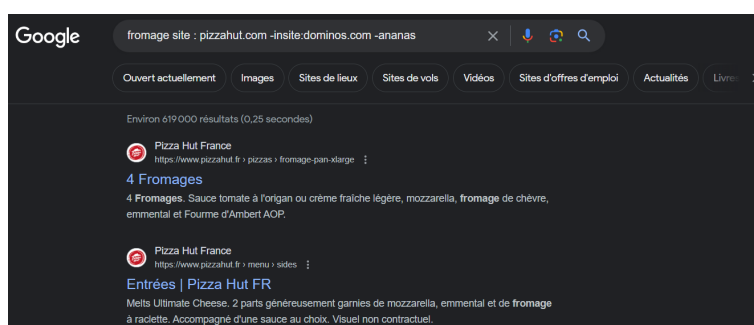 Google
fromage site : pizzahut.com -insite:dominos.com -ananas
Ouvert actuellement Images Sites de lieux Sites de vols Vidéos Sites d'offres d'emploi Actualités Livres
Environ 619 000 résultats (0,25 secondes)
Pizza Hut France
https://www.pizzahut.fr › pizzas › fromage-pan-xlarge
4 Fromages
4 Fromages. Sauce tomate à l'origan ou crème fraîche légère, mozzarella, fromage de chèvre,
emmental et Fourme d'Ambert AOP.
Pizza Hut France
https://www.pizzahut.fr › menu › sides
Entrées | Pizza Hut FR
Melts Ultimate Cheese. 2 parts généreusement garnies de mozzarella, emmental et de fromage
à raclette. Accompagné d'une sauce au choix. Visuel non contractuel.